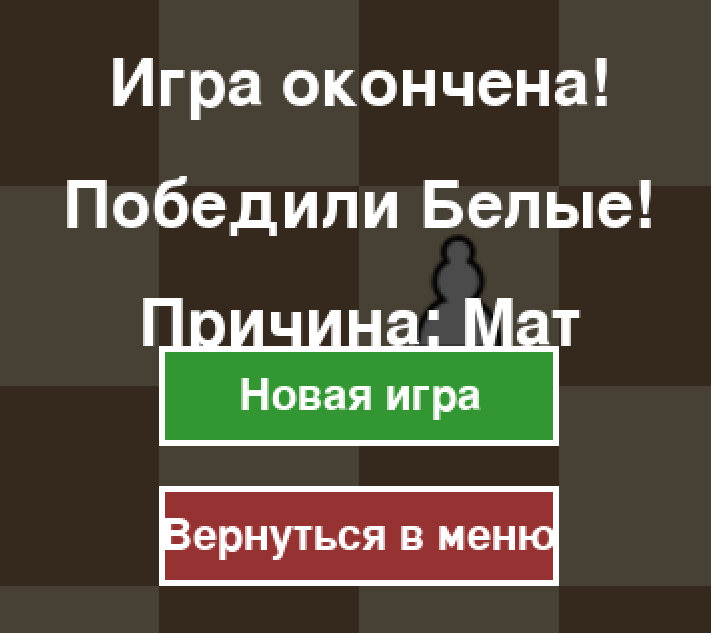 Игра окончена!
Победили Белые!
Причина: Мат
Новая игра
Вернуться в меню